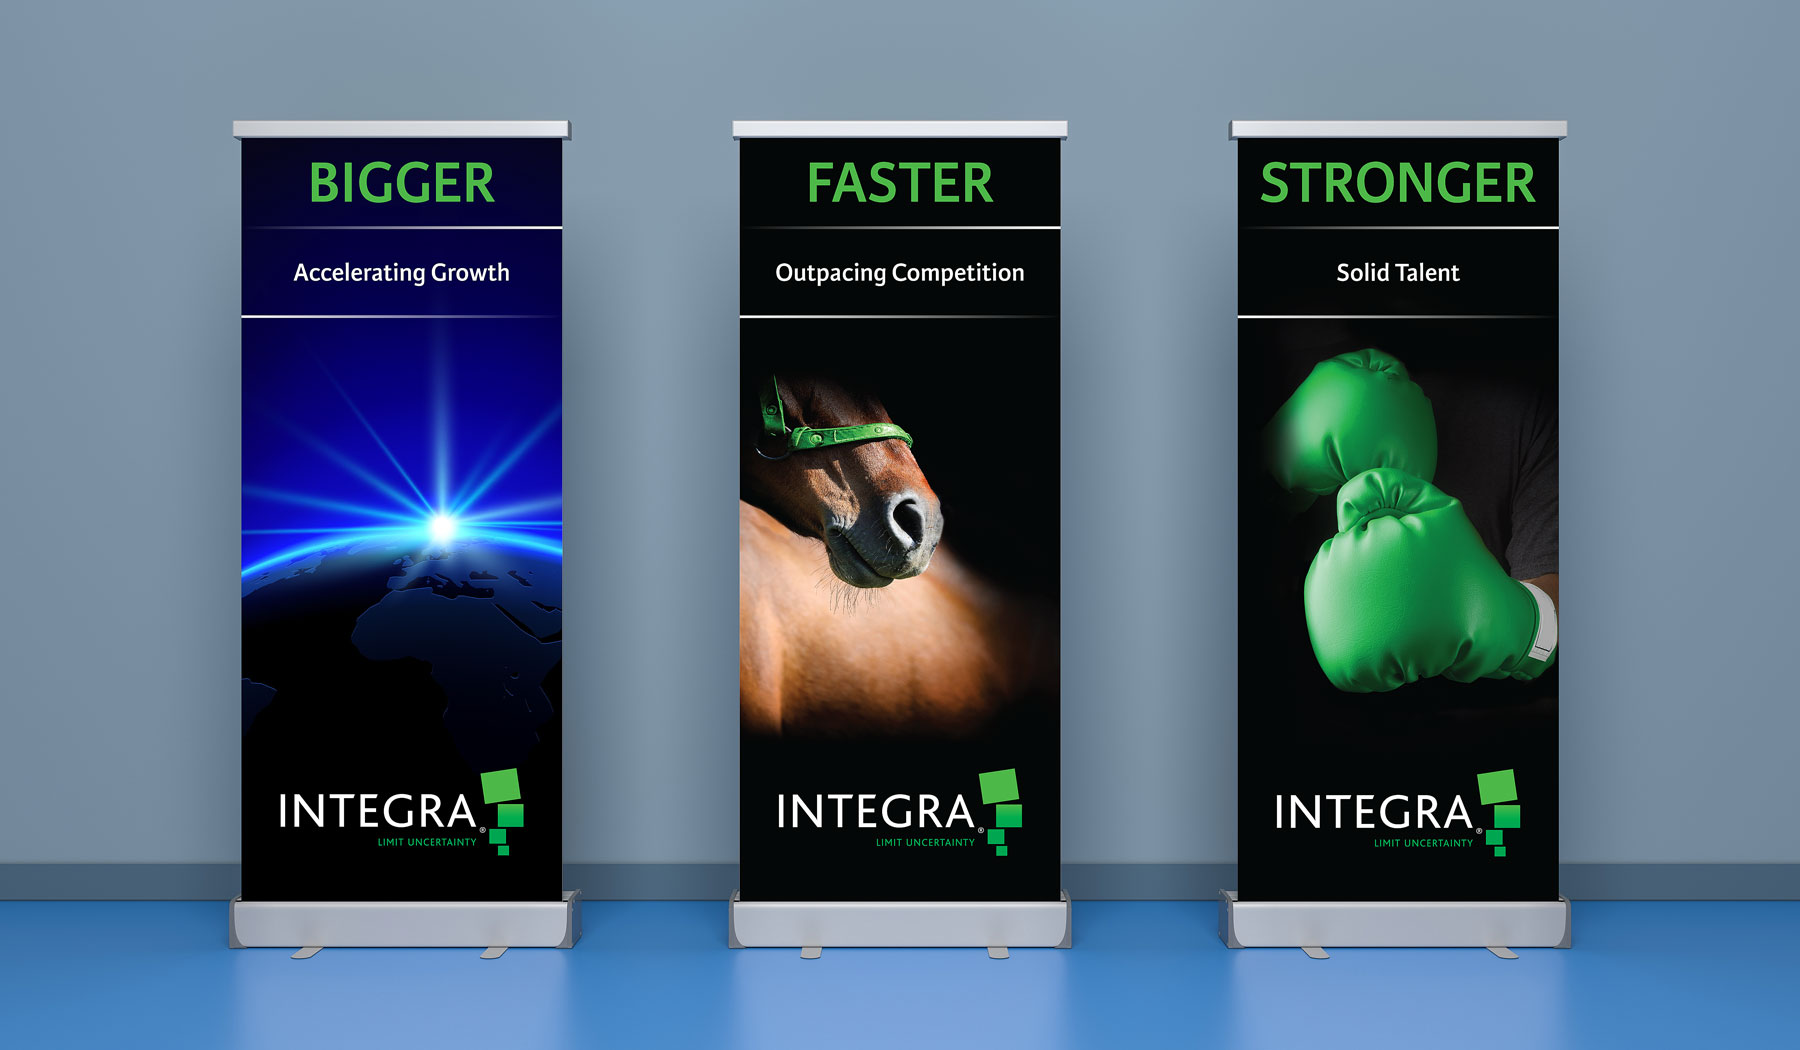 BIGGER
Accelerating Growth
INTEGRA®
LIMIT UNCERTAINTY
FASTER
Outpacing Competition
INTEGRA®
LIMIT UNCERTAINTY
STRONGER
Solid Talent
INTEGRA®
LIMIT UNCERTAINTY